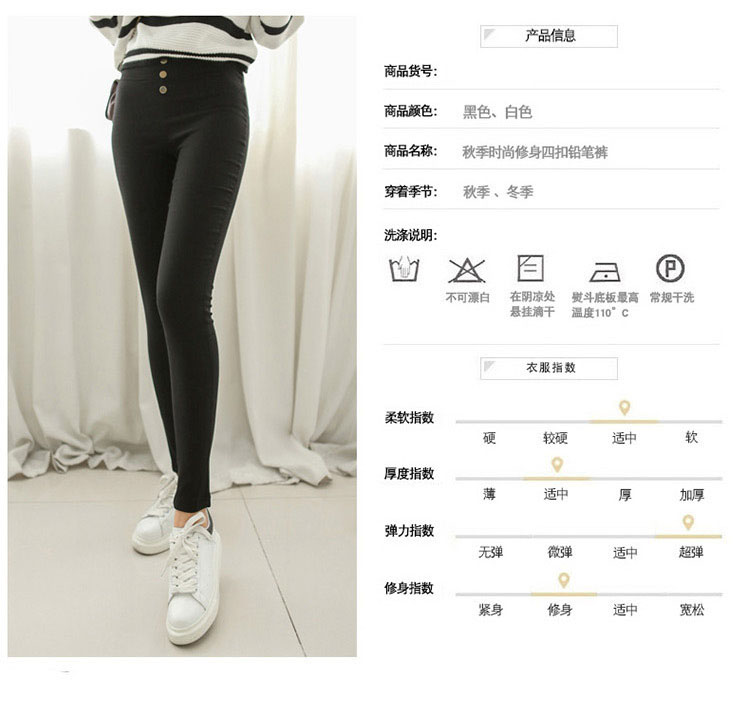 产品信息
商品货号：
商品颜色： 黑色、白色
商品名称： 秋季时尚修身四扣铅笔裤
穿着季节： 秋季、冬季
洗涤说明：
P
不可漂白 在阴凉处 熨斗底板最高 常规干洗
悬挂滴干 温度110°C
衣服指数
柔软指数
硬 较硬 适中 软
厚度指数
薄 适中 厚 加厚
弹力指数
无弹 微弹 适中 超弹
修身指数
紧身 修身 适中 宽松